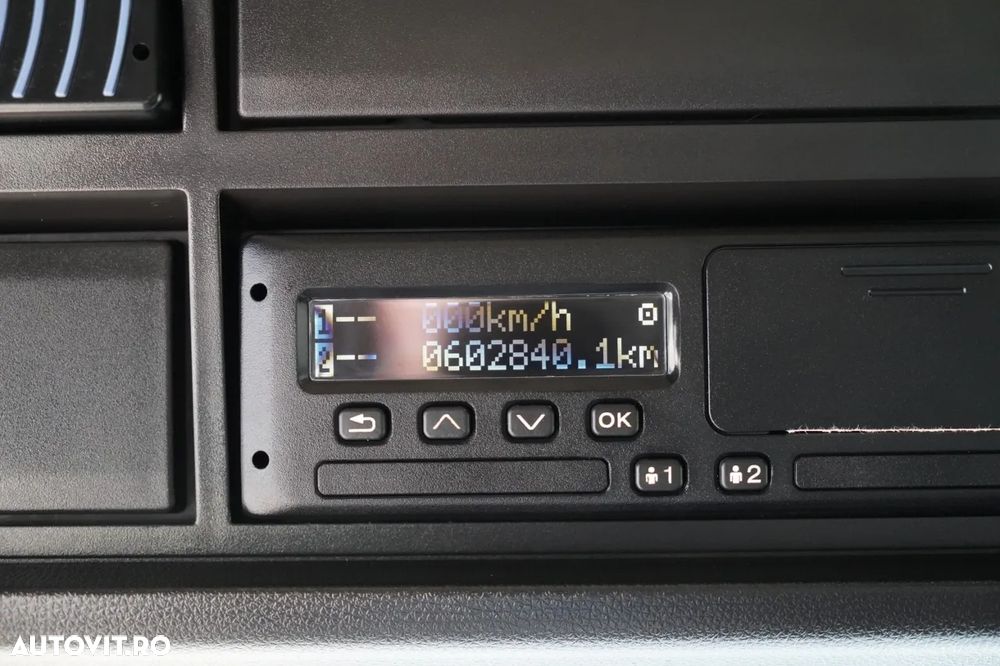 1-- 000km/h
2-- 0602840.1km
OK
1
2
AUTOVIT.RO